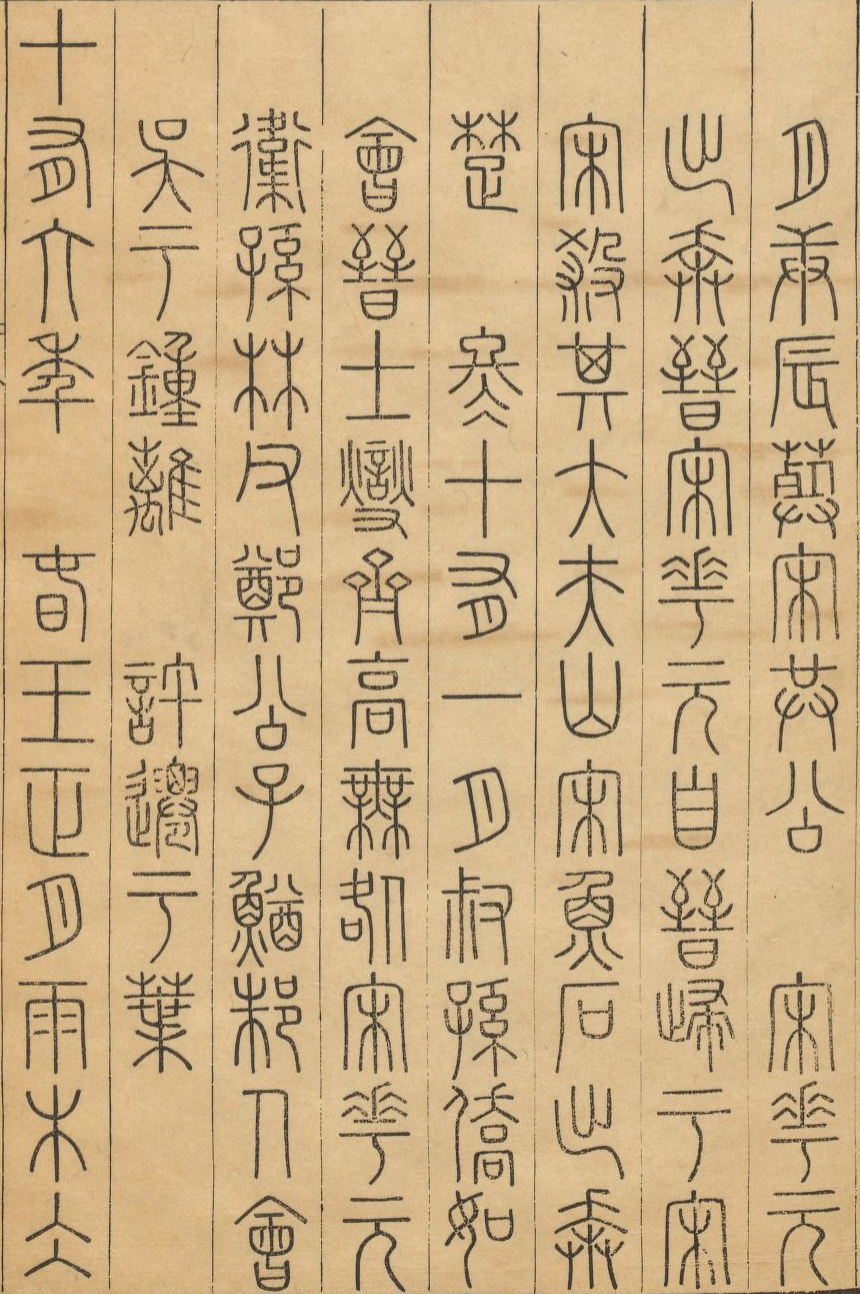 月庚辰葬宋共公　宋華元
出奔晉宋華元自晉歸于宋
宋殺其大夫山宋魚石出奔
楚　冬十有一月叔孫僑如
會晉士燮齊高無咎宋華元
衛孫林父鄭公子鰌邾人會
吳于鍾離　許遷于葉
十有六年　春王正月雨木冰